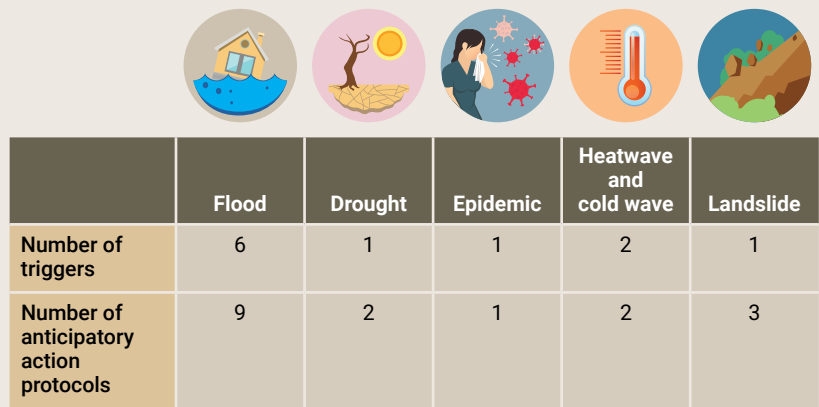 Flood
Drought
Epidemic
Heatwave
and
cold wave
Landslide
Number of
triggers
6
1
1
2
1
Number of
anticipatory
action
protocols
9
2
1
2
3